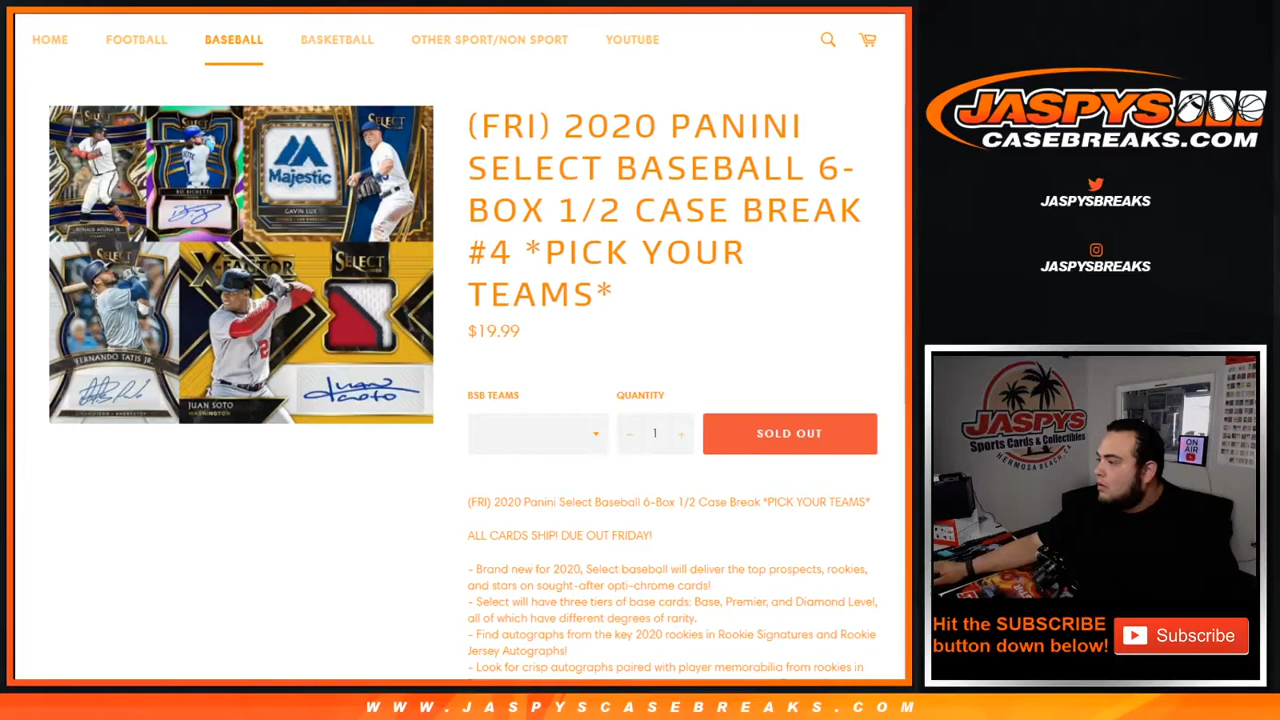 HOME FOOTBALL BASEBALL BASKETBALL OTHER SPORT/NON SPORT YOUTUBE
(FRI) 2020 PANINI
SELECT BASEBALL 6-
BOX 1/2 CASE BREAK
#4 *PICK YOUR
TEAMS*
$19.99
BSB TEAMS QUANTITY
1
SOLD OUT
(FRI) 2020 Panini Select Baseball 6-Box 1/2 Case Break *PICK YOUR TEAMS*
ALL CARDS SHIP! DUE OUT FRIDAY!
- Brand new for 2020, Select baseball will deliver the top prospects, rookies,
and stars on sought-after opti-chrome cards!
- Select will have three tiers of base cards: Base, Premier, and Diamond Level,
all of which have different degrees of rarity.
- Find autographs from the key 2020 rookies in Rookie Signatures and Rookie
Jersey Autographs!
- Look for crisp autographs paired with player memorabilia from rookies in
SELECT
RONALD ACUNA JR.
BO BICHETTE
Majestic
GAVIN LUX
SELECT
SELECT
FERNANDO TATIS JR.
X-FACTOR
SELECT
JUAN SOTO
WASHINGTON
JASPYS
CASEBREAKS.COM
JASPYSBREAKS
JASPYSBREAKS
JASPYS
Sports Cards & Collectibles
HERMOSA BEACH, CA
ON
AIR
Hit the SUBSCRIBE
button down below!
Subscribe
WWW.JASPYSCASEBREAKS.COM